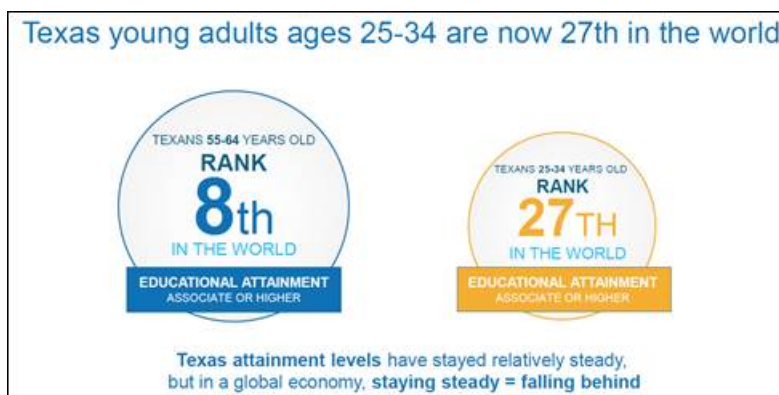 Texas young adults ages 25-34 are now 27th in the world
TEXANS 55-64 YEARS OLD
RANK
8th
IN THE WORLD
EDUCATIONAL ATTAINMENT
ASSOCIATE OR HIGHER
TEXANS 25-34 YEARS OLD
RANK
27TH
IN THE WORLD
EDUCATIONAL ATTAINMENT
ASSOCIATE OR HIGHER
Texas attainment levels have stayed relatively steady,
but in a global economy, staying steady = falling behind